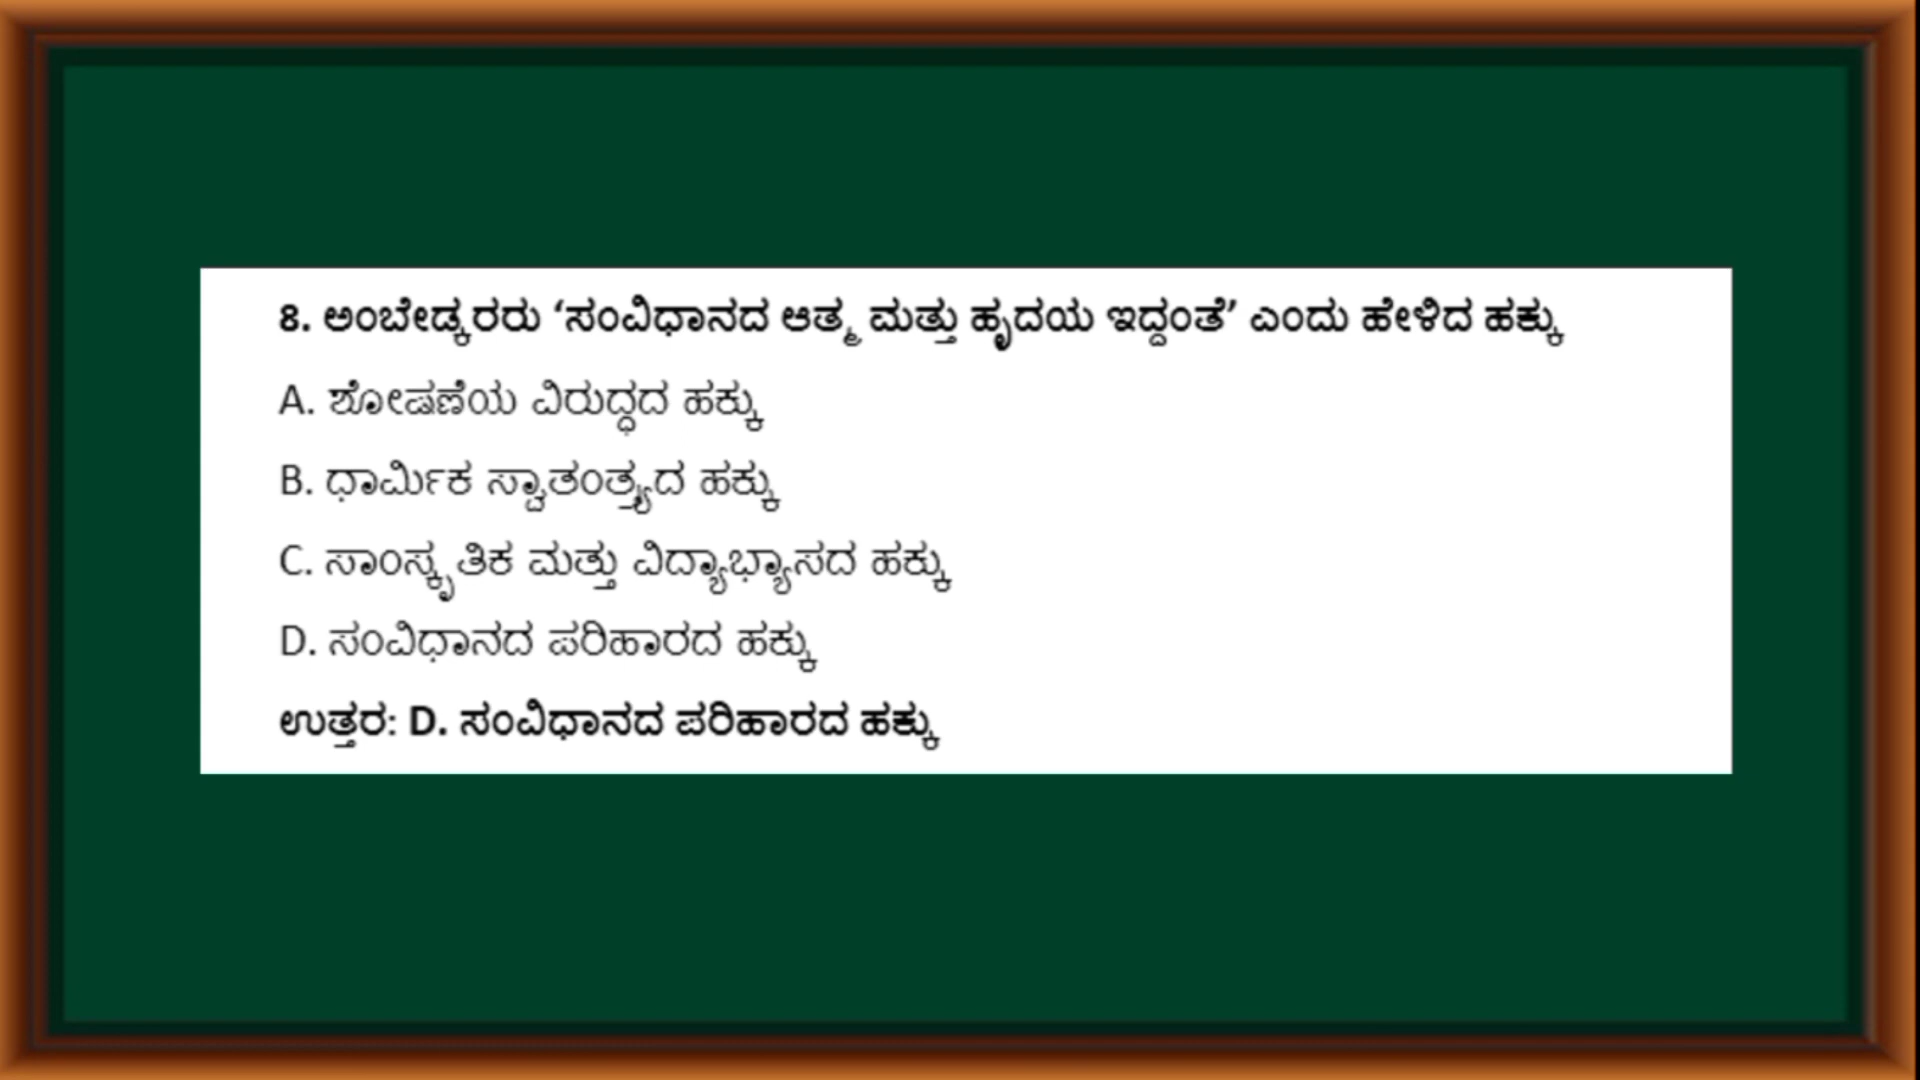 8. ಅಂಬೇಡ್ಕರರು ‘ಸಂವಿಧಾನದ ಆತ್ಮ ಮತ್ತು ಹೃದಯ ಇದ್ದಂತೆ’ ಎಂದು ಹೇಳಿದ ಹಕ್ಕು
A. ಶೋಷಣೆಯ ವಿರುದ್ಧದ ಹಕ್ಕು
B. ಧಾರ್ಮಿಕ ಸ್ವಾತಂತ್ರ್ಯದ ಹಕ್ಕು
C. ಸಾಂಸ್ಕೃತಿಕ ಮತ್ತು ವಿದ್ಯಾಭ್ಯಾಸದ ಹಕ್ಕು
D. ಸಂವಿಧಾನದ ಪರಿಹಾರದ ಹಕ್ಕು
ಉತ್ತರ: D. ಸಂವಿಧಾನದ ಪರಿಹಾರದ ಹಕ್ಕು